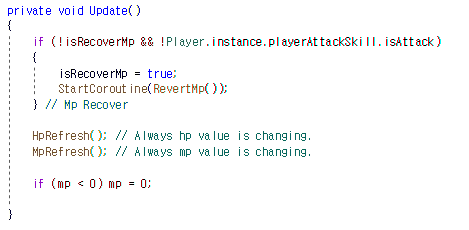 private void Update()
{
if (!isRecoverMp && !Player.instance.playerAttackSkill.isAttack)
{
isRecoverMp = true;
StartCoroutine(RevertMp());
} // Mp Recover
HpRefresh(); // Always hp value is changing.
MpRefresh(); // Always mp value is changing.
if (mp < 0) mp = 0;
}